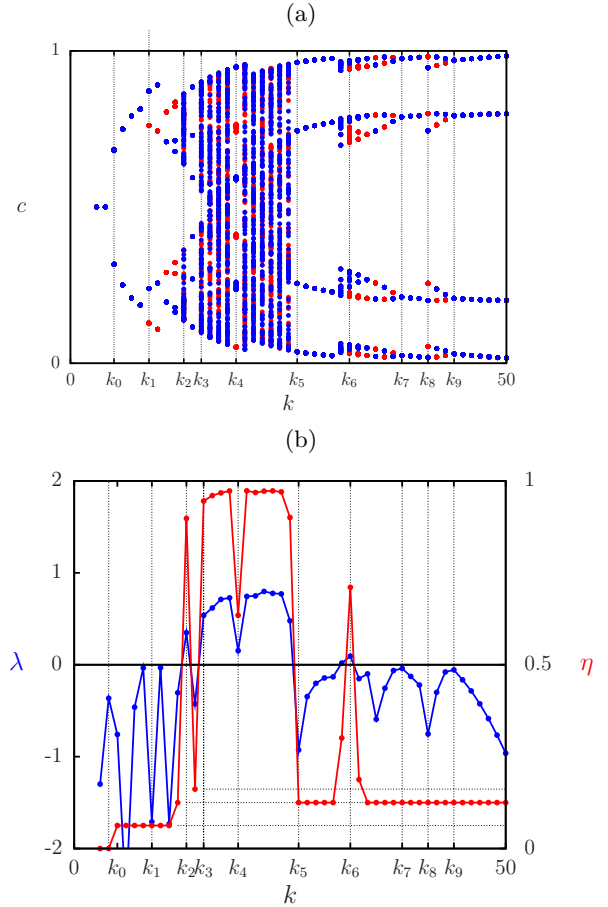 (a)
1
c
0
0 k₀ k₁ k₂ k₃ k₄ k₅ k₆ k₇ k₈ k₉ 50
k
(b)
2 1
1
λ 0 0.5 η
-1
-2 0
0 k₀ k₁ k₂ k₃ k₄ k₅ k₆ k₇ k₈ k₉ 50
k